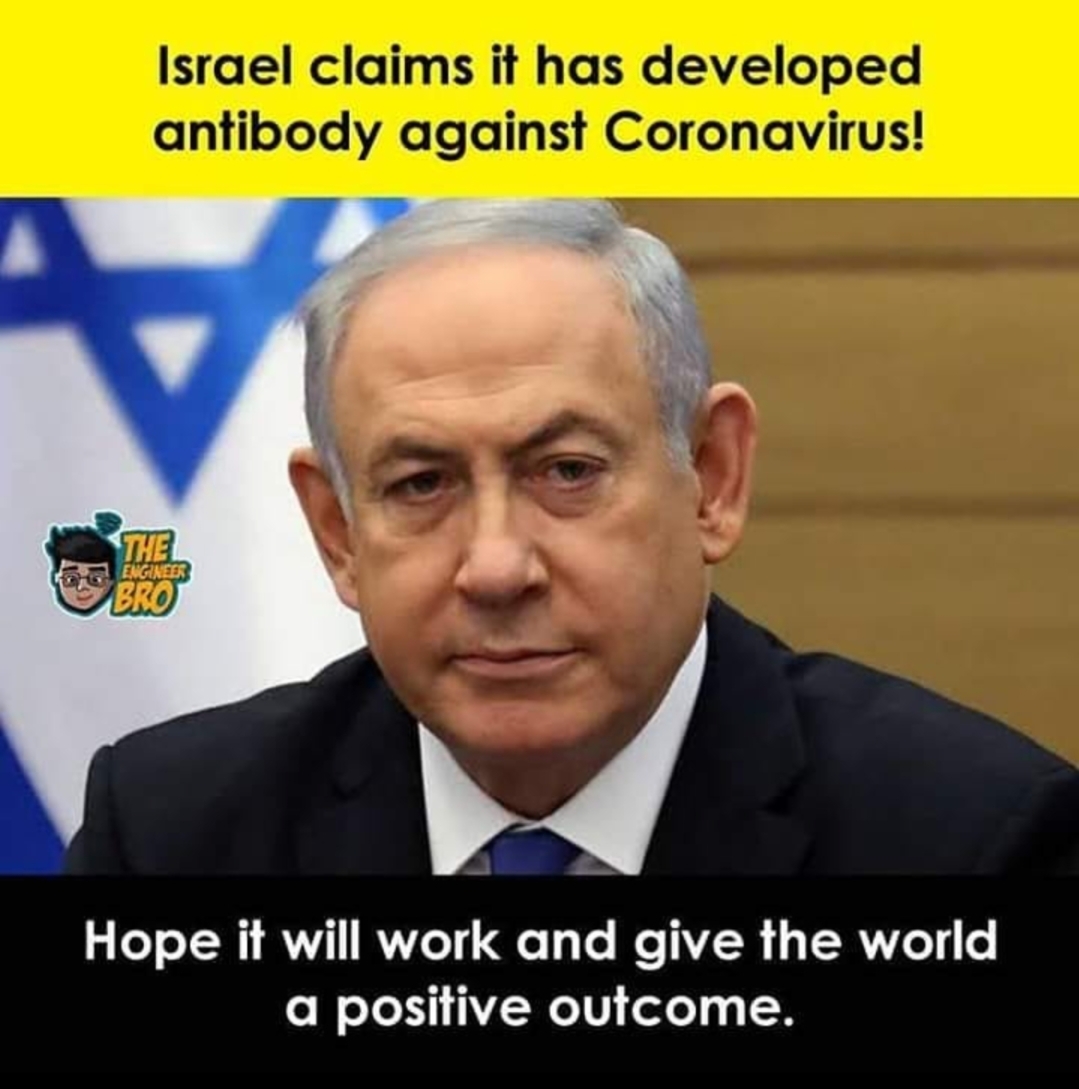 Israel claims it has developed
antibody against Coronavirus!
THE
ENGINEER
BRO
Hope it will work and give the world
a positive outcome.